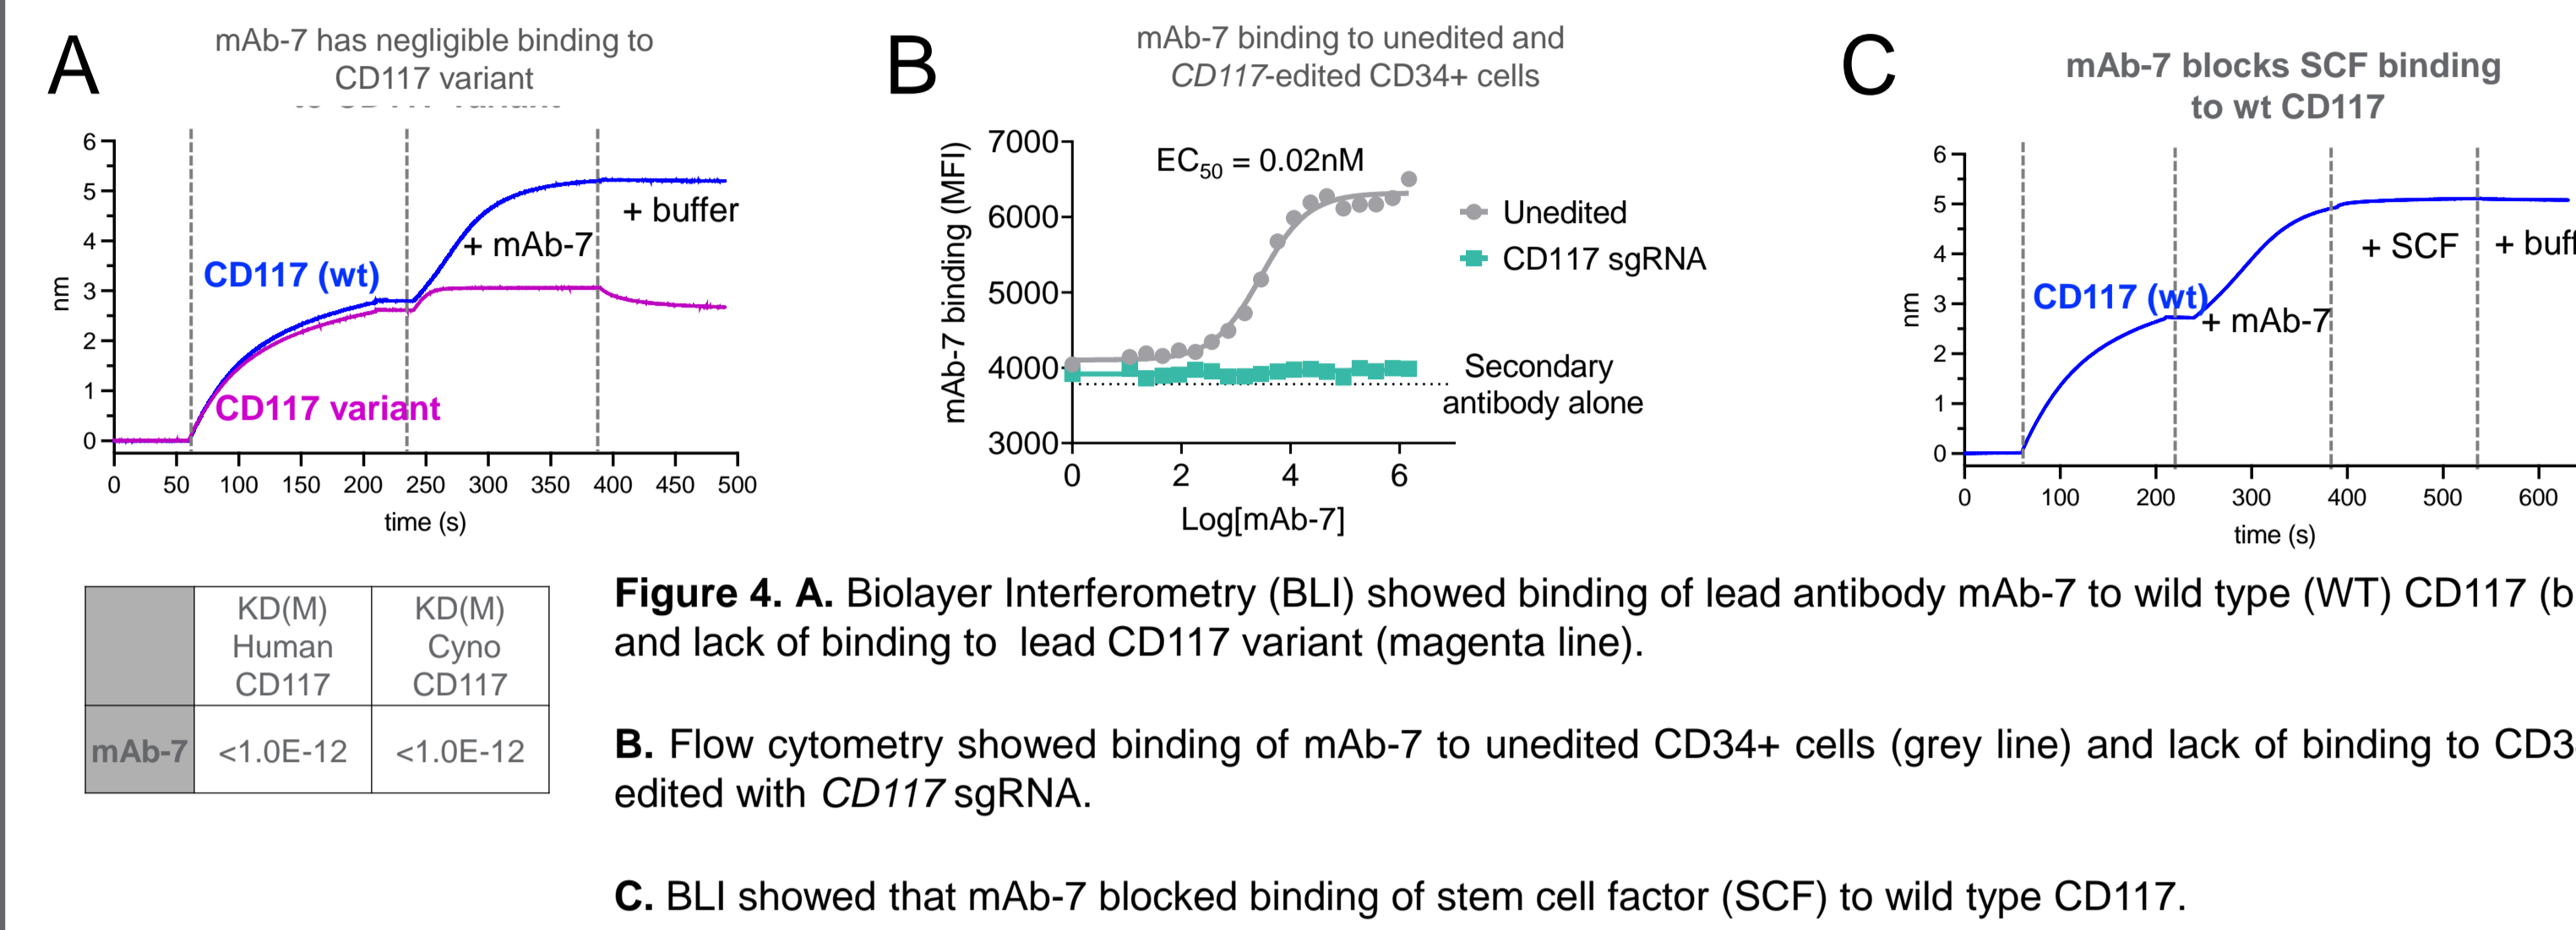 A
mAb-7 has negligible binding to
CD117 variant
6
5
4
3
2
1
0
nm
CD117 (wt)
CD117 variant
+ mAb-7
+ buffer
0 50 100 150 200 250 300 350 400 450 500
time (s)
B
mAb-7 binding to unedited and
CD117-edited CD34+ cells
mAb-7 binding (MFI)
7000
6000
5000
4000
3000
EC50 = 0.02nM
Unedited
CD117 sgRNA
Secondary
antibody alone
0 2 4 6
Log[mAb-7]
C
mAb-7 blocks SCF binding
to wt CD117
6
5
4
3
2
1
0
nm
CD117 (wt)
+ mAb-7
+ SCF
+ buff
0 100 200 300 400 500 600
time (s)
KD(M) KD(M)
Human Cyno
CD117 CD117
mAb-7 <1.0E-12 <1.0E-12
Figure 4. A. Biolayer Interferometry (BLI) showed binding of lead antibody mAb-7 to wild type (WT) CD117 (b
and lack of binding to lead CD117 variant (magenta line).
B. Flow cytometry showed binding of mAb-7 to unedited CD34+ cells (grey line) and lack of binding to CD3
edited with CD117 sgRNA.
C. BLI showed that mAb-7 blocked binding of stem cell factor (SCF) to wild type CD117.